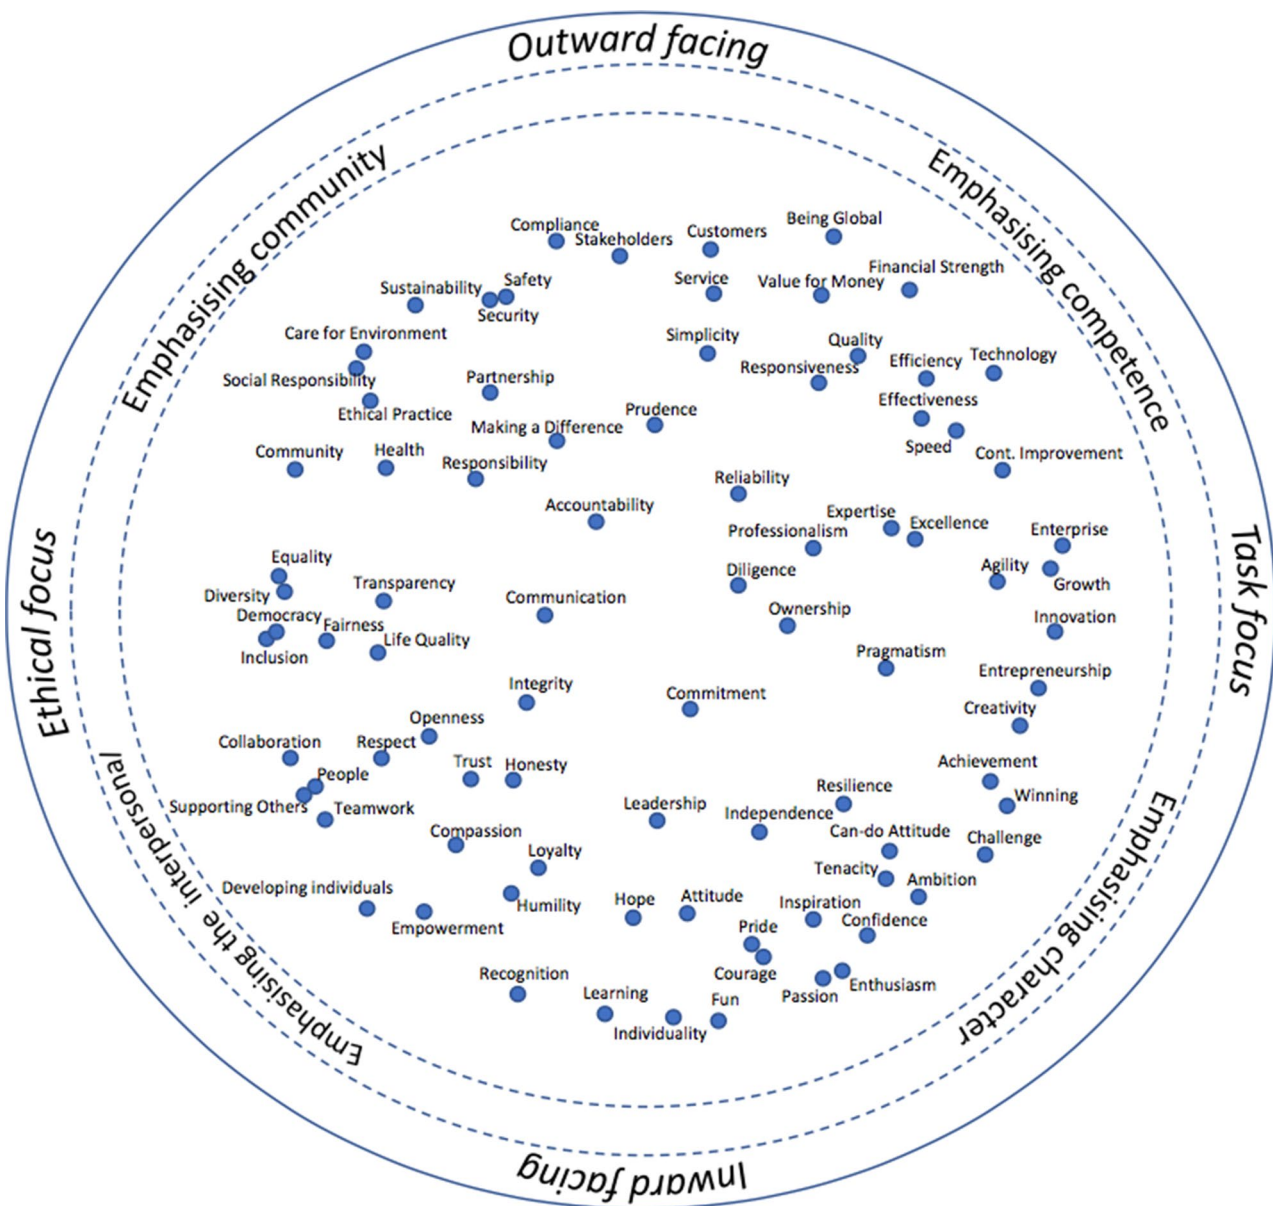 Outward facing
Emphasising community
Emphasising competence
Being Global
Compliance
Stakeholders
Customers
Financial Strength
Sustainability
Safety
Service
Value for Money
Security
Care for Environment
Simplicity
Quality
Responsiveness
Efficiency
Technology
Social Responsibility
Partnership
Effectiveness
Ethical Practice
Making a Difference
Prudence
Speed
Cont. Improvement
Community
Health
Responsibility
Reliability
Accountability
Expertise
Excellence
Professionalism
Enterprise
Ethical focus
Task focus
Equality
Transparency
Diligence
Agility
Growth
Diversity
Communication
Democracy
Fairness
Ownership
Innovation
Inclusion
Life Quality
Pragmatism
Integrity
Commitment
Entrepreneurship
Openness
Creativity
Collaboration
Respect
Trust
Honesty
Achievement
People
Supporting Others
Teamwork
Leadership
Independence
Resilience
Winning
Compassion
Can-do Attitude
Challenge
Loyalty
Tenacity
Ambition
Developing individuals
Humility
Hope
Attitude
Inspiration
Empowerment
Pride
Confidence
Recognition
Courage
Learning
Fun
Passion
Enthusiasm
Individuality
Emphasising the interpersonal
Emphasising character
Inward facing